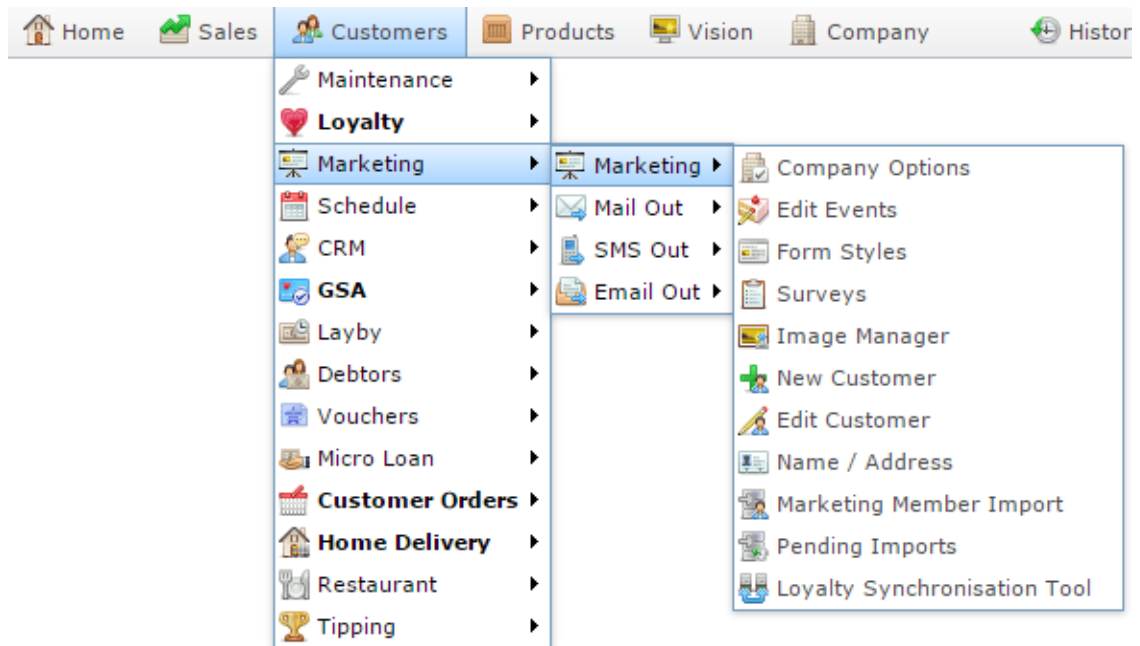 Home Sales Customers Products Vision Company Histor
Maintenance
Loyalty
Marketing
Schedule
CRM
GSA
Layby
Debtors
Vouchers
Micro Loan
Customer Orders
Home Delivery
Restaurant
Tipping
Marketing
Mail Out
SMS Out
Email Out
Company Options
Edit Events
Form Styles
Surveys
Image Manager
New Customer
Edit Customer
Name / Address
Marketing Member Import
Pending Imports
Loyalty Synchronisation Tool